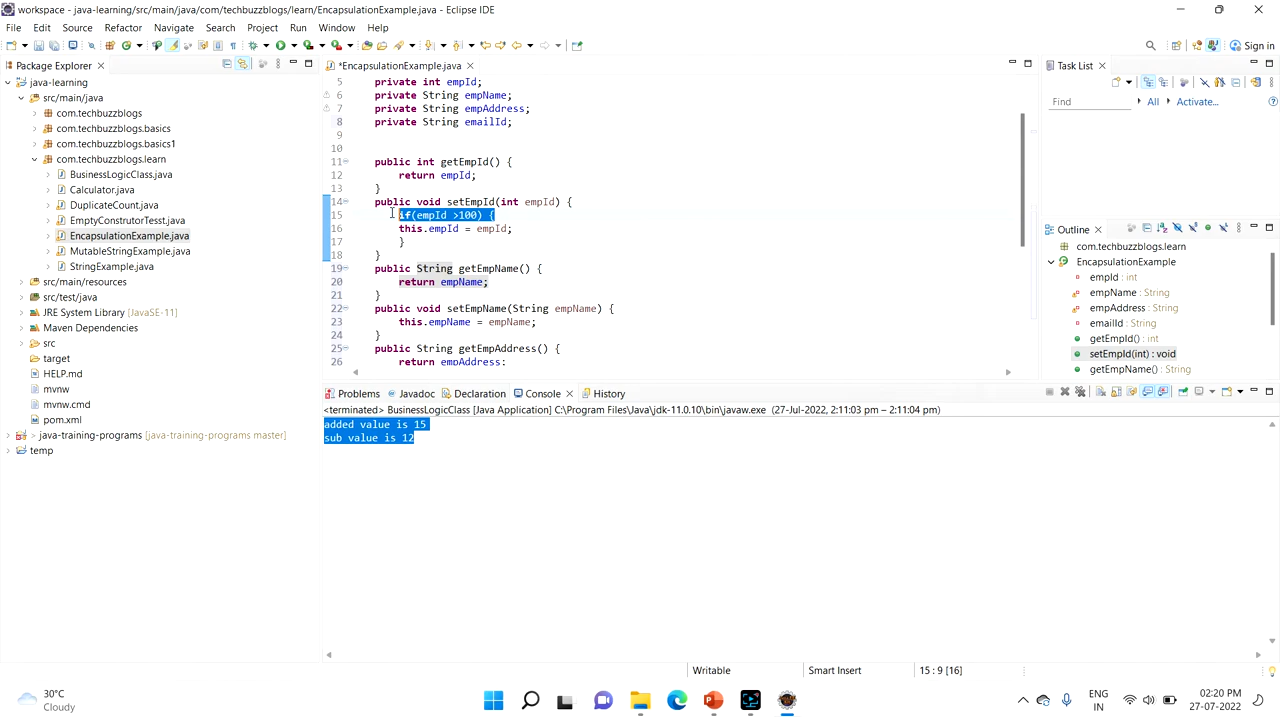 workspace - java-learning/src/main/java/com/techbuzzblogs/learn/EncapsulationExample.java - Eclipse IDE
File Edit Source Refactor Navigate Search Project Run Window Help
Sign in
Package Explorer
java-learning
src/main/java
com.techbuzzblogs
com.techbuzzblogs.basics
com.techbuzzblogs.basics1
com.techbuzzblogs.learn
BusinessLogicClass.java
Calculator.java
DuplicateCount.java
EmptyConstrutorTesst.java
EncapsulationExample.java
MutableStringExample.java
StringExample.java
src/main/resources
src/test/java
JRE System Library [JavaSE-11]
Maven Dependencies
src
target
HELP.md
mvnw
mvnw.cmd
pom.xml
java-training-programs [java-training-programs master]
temp
*EncapsulationExample.java
5 private int empId;
6 private String empName;
7 private String empAddress;
8 private String emailId;
9
10
11 public int getEmpId() {
12 return empId;
13 }
14 public void setEmpId(int empId) {
15 if(empId >100) {
16 this.empId = empId;
17 }
18 }
19 public String getEmpName() {
20 return empName;
21 }
22 public void setEmpName(String empName) {
23 this.empName = empName;
24 }
25 public String getEmpAddress() {
26 return empAddress;
Task List
Find All Activate...
Outline
com.techbuzzblogs.learn
EncapsulationExample
empId : int
empName : String
empAddress : String
emailId : String
getEmpId() : int
setEmpId(int) : void
getEmpName() : String
Problems Javadoc Declaration Console History
<terminated> BusinessLogicClass [Java Application] C:\Program Files\Java\jdk-11.0.10\bin\javaw.exe (27-Jul-2022, 2:11:03 pm – 2:11:04 pm)
added value is 15
sub value is 12
Writable Smart Insert 15 : 9 [16]
30°C
Cloudy
ENG
IN
02:20 PM
27-07-2022